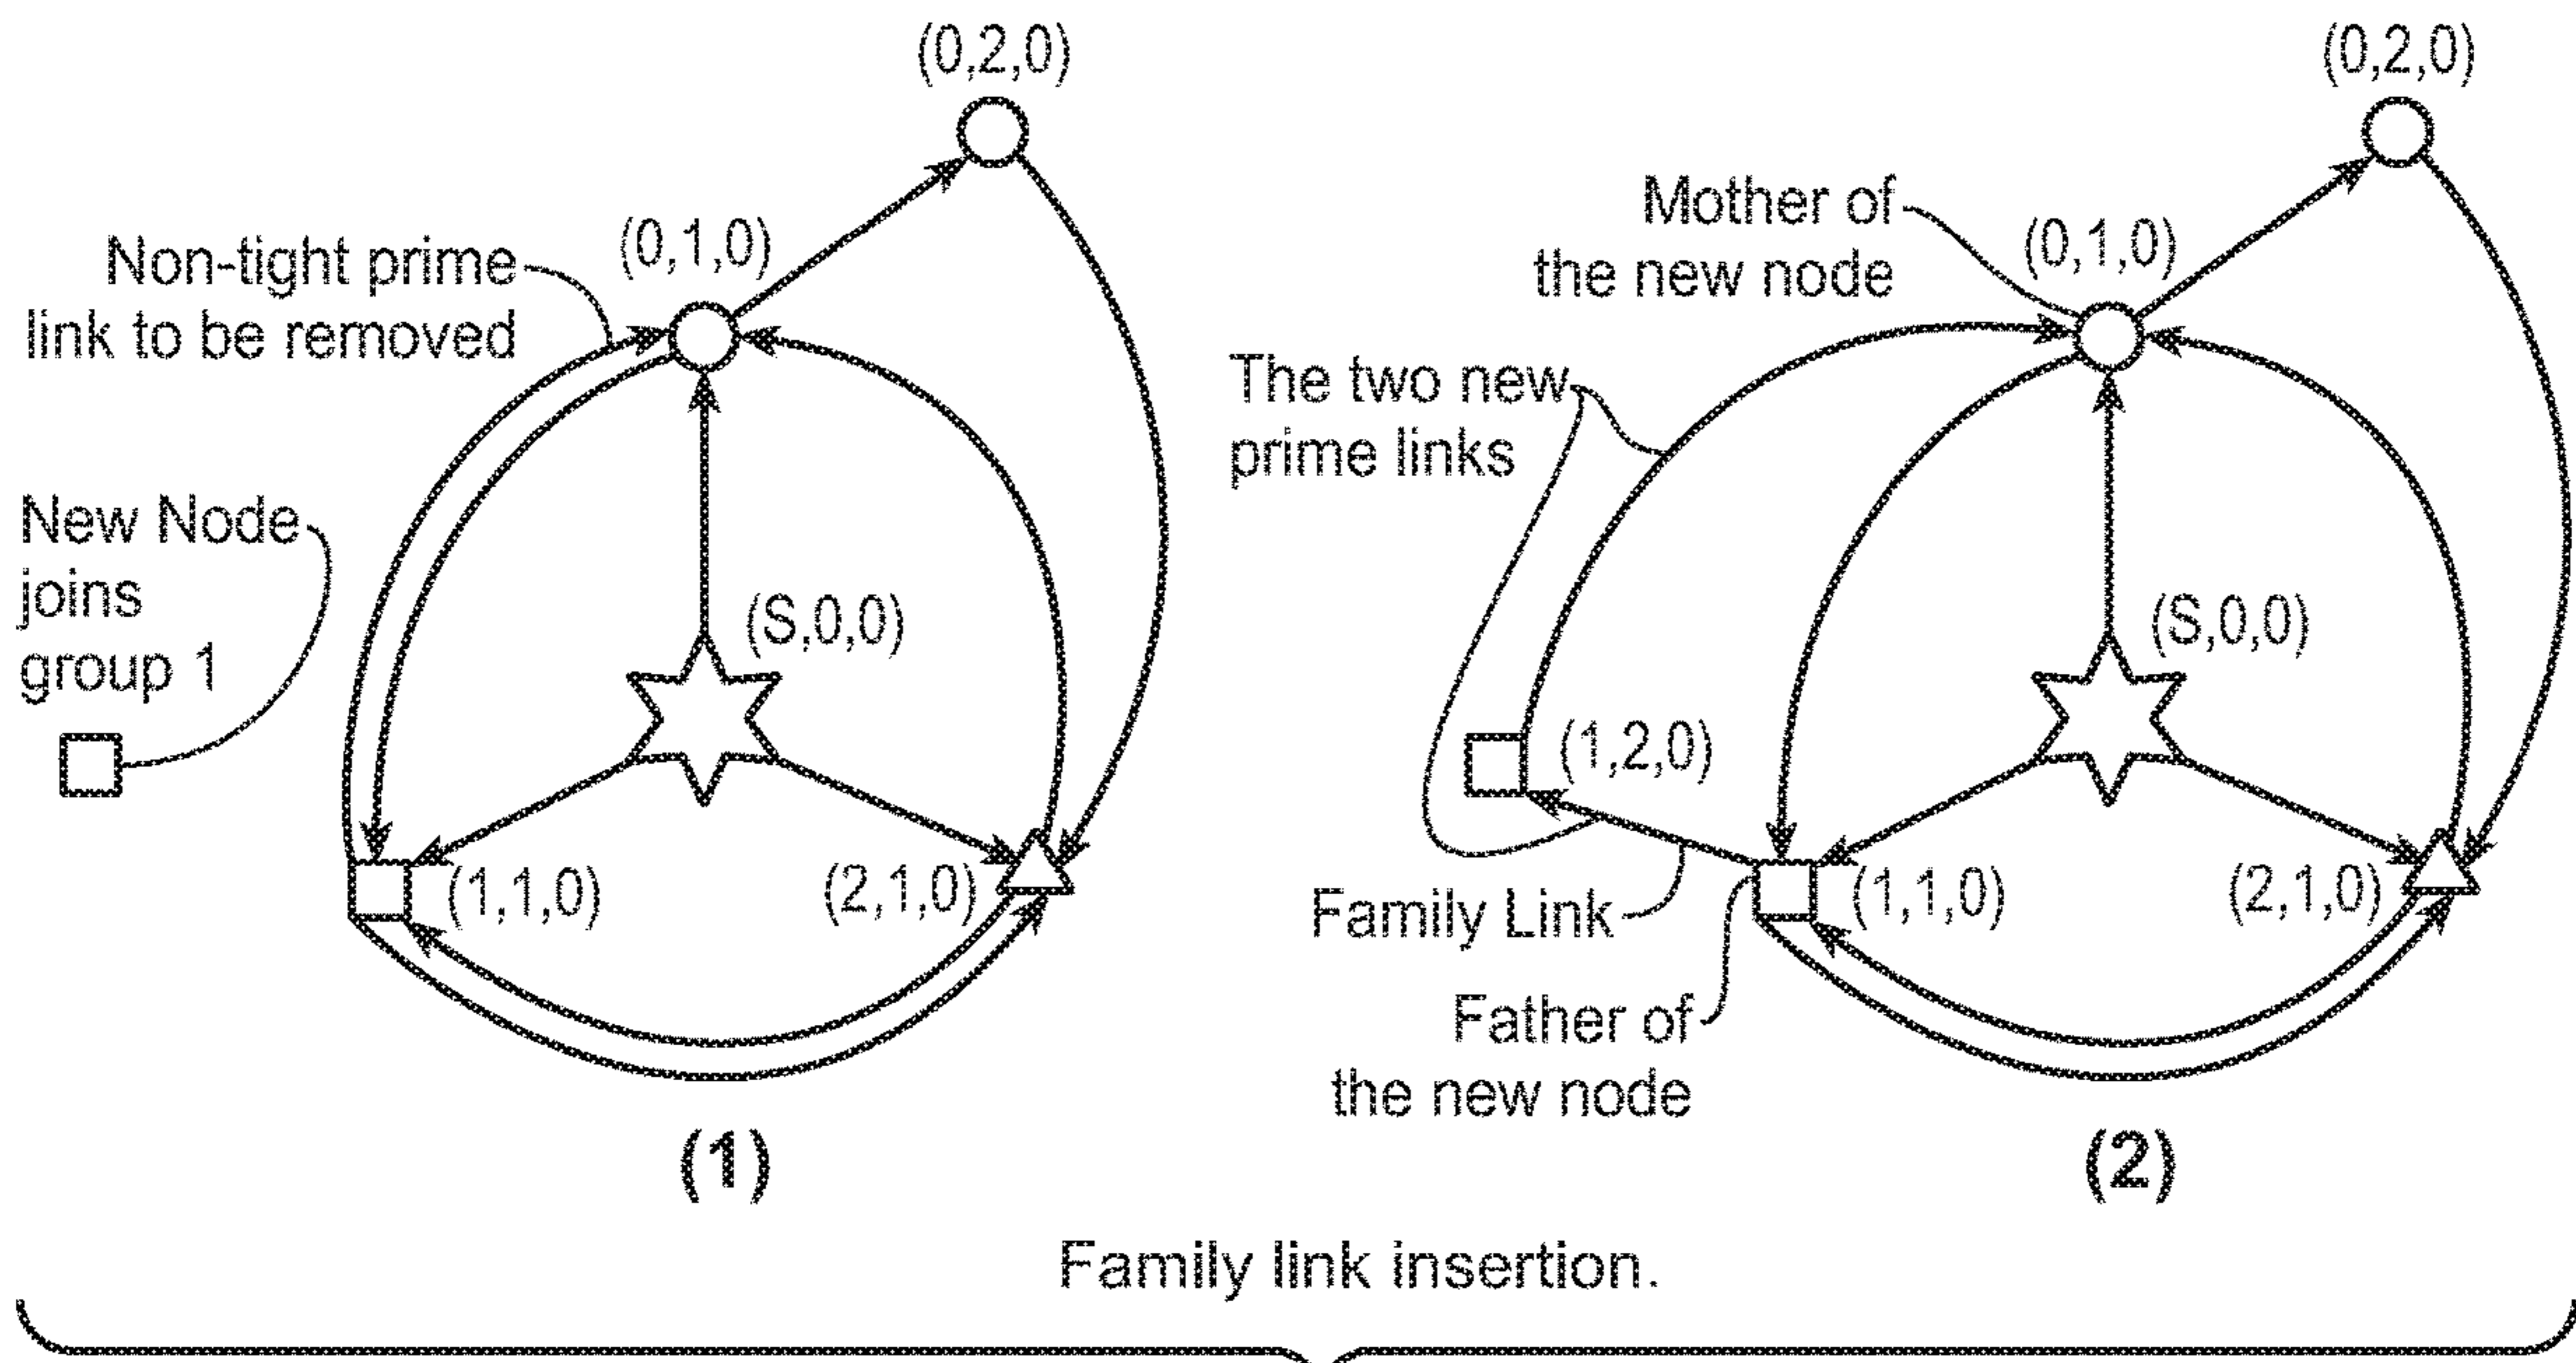 (0,2,0)
Non-tight prime
link to be removed
(0,1,0)
New Node
joins
group 1
(S,0,0)
(1,1,0)
(2,1,0)
(1)
(0,2,0)
Mother of
the new node
(0,1,0)
The two new
prime links
(S,0,0)
(1,2,0)
Family Link
(1,1,0)
(2,1,0)
Father of
the new node
(2)
Family link insertion.